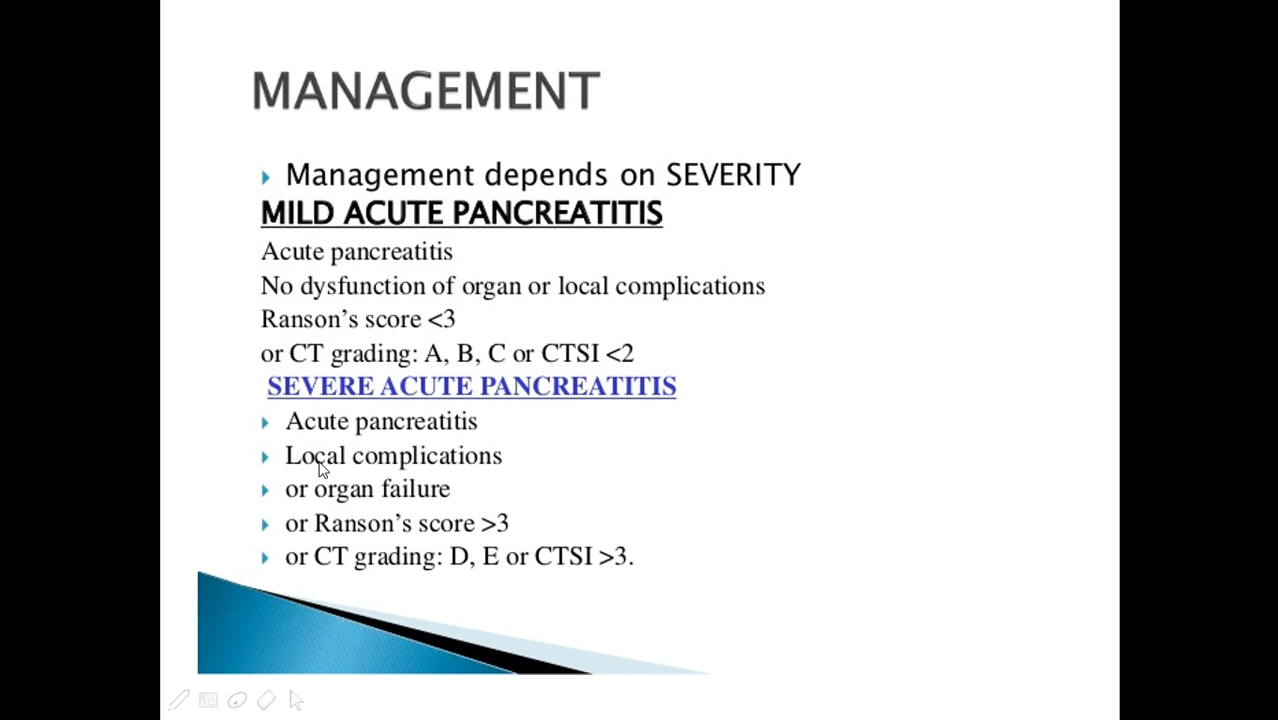 MANAGEMENT
Management depends on SEVERITY
MILD ACUTE PANCREATITIS
Acute pancreatitis
No dysfunction of organ or local complications
Ranson's score <3
or CT grading: A, B, C or CTSI <2
SEVERE ACUTE PANCREATITIS
Acute pancreatitis
Local complications
or organ failure
or Ranson's score >3
or CT grading: D, E or CTSI >3.